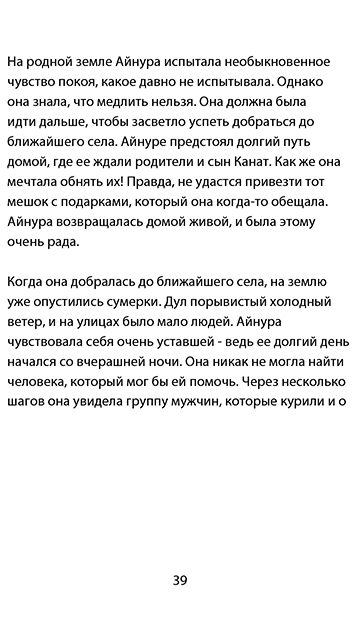 На родной земле Айнура испытала необыкновенное
чувство покоя, какое давно не испытывала. Однако
она знала, что медлить нельзя. Она должна была
идти дальше, чтобы засветло успеть добраться до
ближайшего села. Айнуре предстоял долгий путь
домой, где ее ждали родители и сын Канат. Как же она
мечтала обнять их! Правда, не удастся привезти тот
мешок с подарками, который она когда-то обещала.
Айнура возвращалась домой живой, и была этому
очень рада.
Когда она добралась до ближайшего села, на землю
уже опустились сумерки. Дул порывистый холодный
ветер, и на улицах было мало людей. Айнура
чувствовала себя очень уставшей - ведь ее долгий день
начался со вчерашней ночи. Она никак не могла найти
человека, который мог бы ей помочь. Через несколько
шагов она увидела группу мужчин, которые курили и о
39